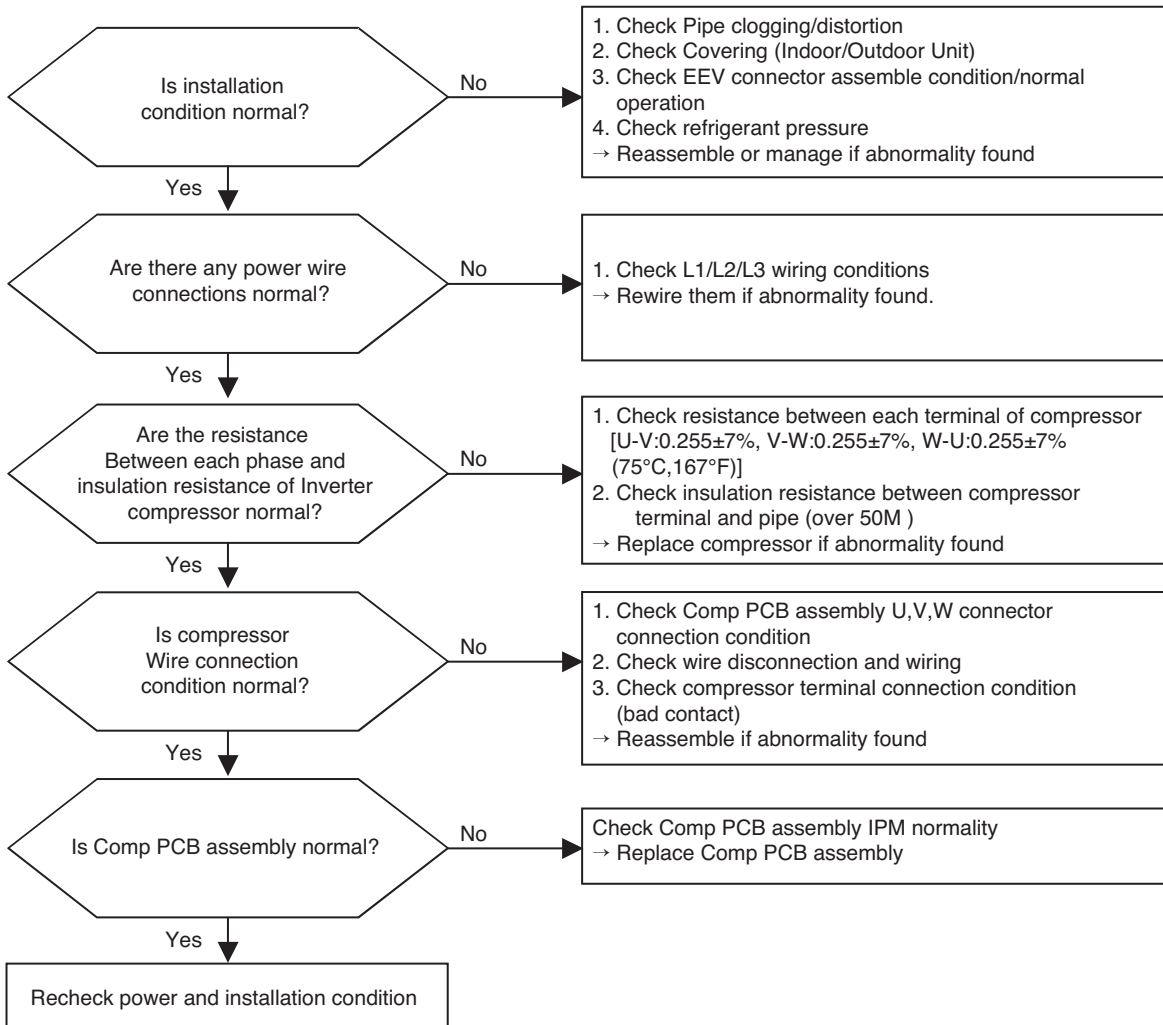 Is installation
condition normal?
No
1. Check Pipe clogging/distortion
2. Check Covering (Indoor/Outdoor Unit)
3. Check EEV connector assemble condition/normal
operation
4. Check refrigerant pressure
→ Reassemble or manage if abnormality found
Yes
Are there any power wire
connections normal?
No
1. Check L1/L2/L3 wiring conditions
→ Rewire them if abnormality found.
Yes
Are the resistance
Between each phase and
insulation resistance of Inverter
compressor normal?
No
1. Check resistance between each terminal of compressor
[U-V:0.255±7%, V-W:0.255±7%, W-U:0.255±7%
(75°C,167°F)]
2. Check insulation resistance between compressor
terminal and pipe (over 50M )
→ Replace compressor if abnormality found
Yes
Is compressor
Wire connection
condition normal?
No
1. Check Comp PCB assembly U,V,W connector
connection condition
2. Check wire disconnection and wiring
3. Check compressor terminal connection condition
(bad contact)
→ Reassemble if abnormality found
Yes
Is Comp PCB assembly normal?
No
Check Comp PCB assembly IPM normality
→ Replace Comp PCB assembly
Yes
Recheck power and installation condition